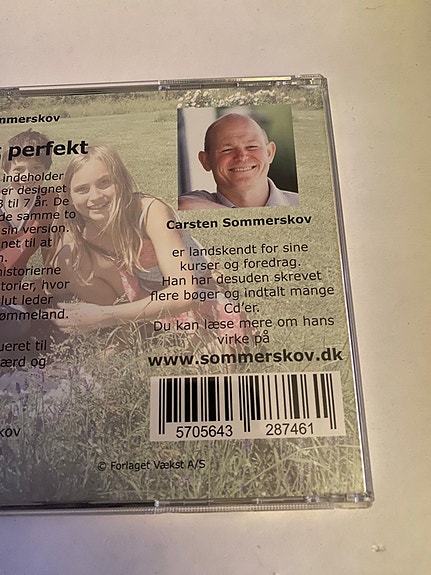 mmerskov
perfekt
indeholder
er designet
til 7 år. De
de samme to
sin version.
net til at
historierne
torier, hvor
lut leder
ømmeland.
ueret til
ærd og
KOV
Carsten Sommerskov
er landskendt for sine
kurser og foredrag.
Han har desuden skrevet
flere bøger og indtalt mange
Cd'er.
Du kan læse mere om hans
virke på
www.sommerskov.dk
5705643 287461
© Forlaget Vækst A/S